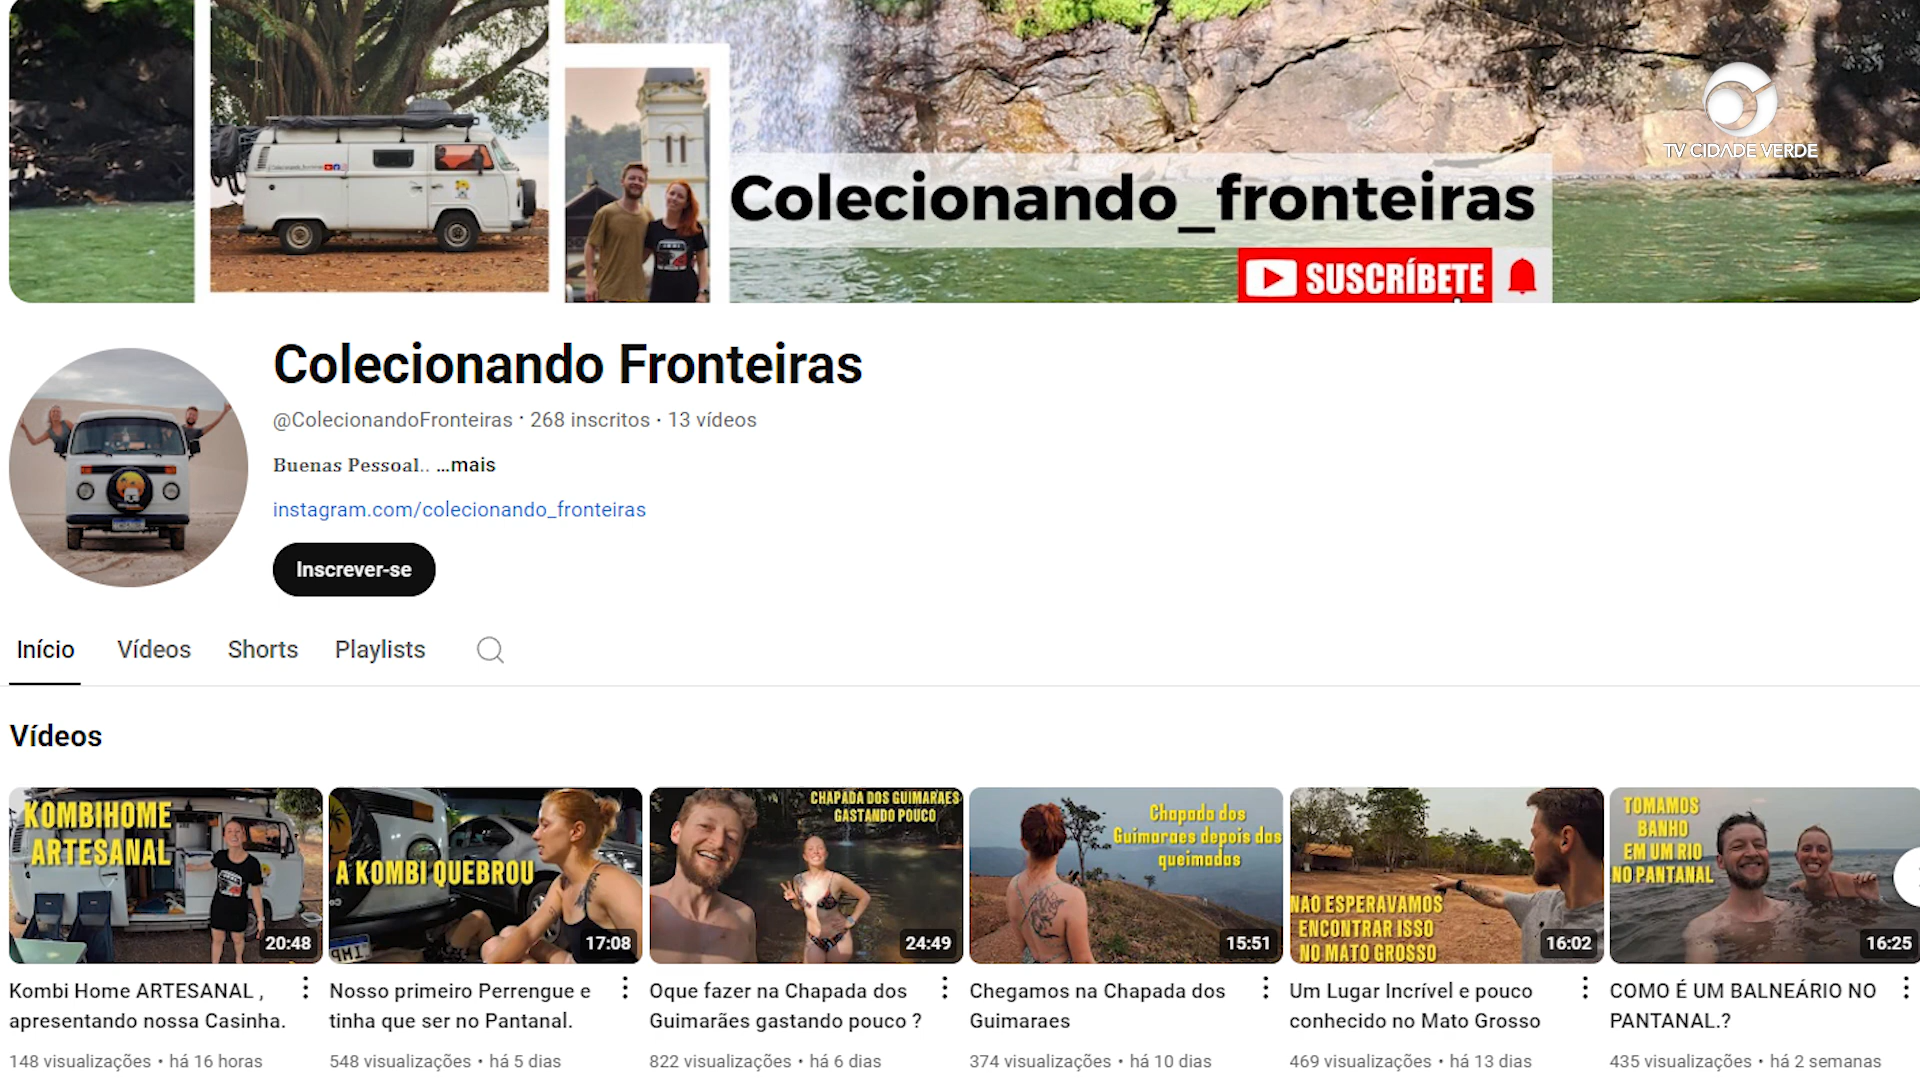 Colecionando_fronteiras
TV CIDADE VERDE
Colecionando_fronteiras
SUSCRÍBETE
Colecionando Fronteiras
@ColecionandoFronteiras · 268 inscritos · 13 vídeos
Buenas Pessoal.. ...mais
instagram.com/colecionando_fronteiras
Inscrever-se
Início Vídeos Shorts Playlists
Vídeos
KOMBIHOME
ARTESANAL
20:48
A KOMBI QUEBROU
17:08
CHAPADA DOS GUIMARAES
GASTANDO POUCO
24:49
Chapada dos
Guimaraes depois das
queimadas
15:51
NAO ESPERAVAMOS
ENCONTRAR ISSO
NO MATO GROSSO
16:02
TOMAMOS
BANHO
EM UM RIO
NO PANTANAL
16:25
Kombi Home ARTESANAL ,
apresentando nossa Casinha.
148 visualizações • há 16 horas
Nosso primeiro Perrengue e
tinha que ser no Pantanal.
548 visualizações • há 5 dias
Oque fazer na Chapada dos
Guimarães gastando pouco ?
822 visualizações • há 6 dias
Chegamos na Chapada dos
Guimaraes
374 visualizações • há 10 dias
Um Lugar Incrível e pouco
conhecido no Mato Grosso
469 visualizações • há 13 dias
COMO É UM BALNEÁRIO NO
PANTANAL.?
435 visualizações • há 2 semanas